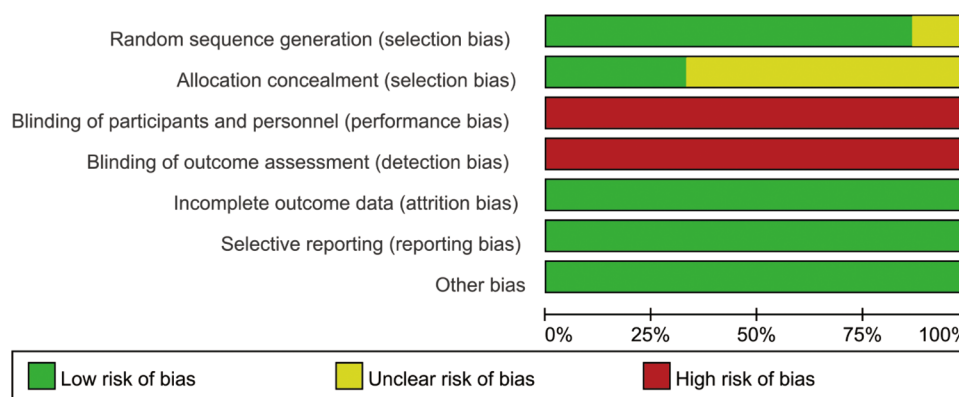 Random sequence generation (selection bias)
Allocation concealment (selection bias)
Blinding of participants and personnel (performance bias)
Blinding of outcome assessment (detection bias)
Incomplete outcome data (attrition bias)
Selective reporting (reporting bias)
Other bias
0% 25% 50% 75% 100%
Low risk of bias Unclear risk of bias High risk of bias